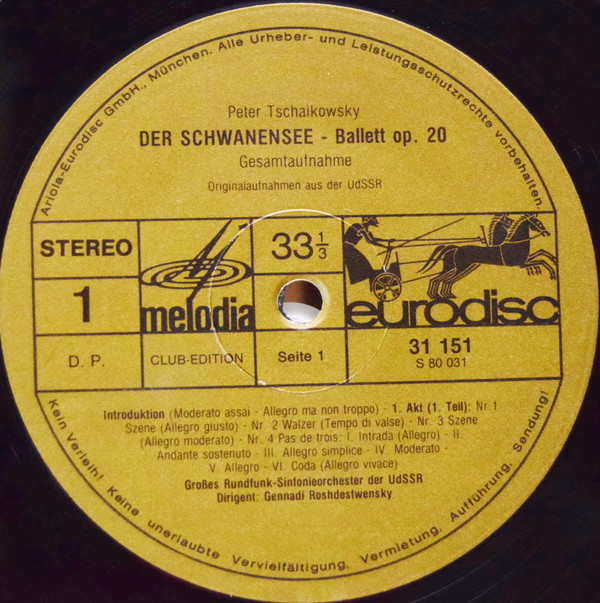 Ariola-Eurodisc GmbH., München. Alle Urheber- und Leistungsschutzrechte vorbehalten.
Peter Tschaikowsky
DER SCHWANENSEE - Ballett op. 20
Gesamtaufnahme
Originalaufnahmen aus der UdSSR
STEREO
33 1/3
1
melodia
eurodisc
D. P.
CLUB-EDITION
Seite 1
31 151
S 80 031
Introduktion (Moderato assai - Allegro ma non troppo) - 1. Akt (1. Teil): Nr 1
Szene (Allegro giusto) - Nr. 2 Walzer (Tempo di valse) - Nr. 3 Szene
(Allegro moderato) - Nr. 4 Pas de trois: I. Intrada (Allegro) - II.
Andante sostenuto - III. Allegro simplice - IV. Moderato -
V. Allegro - VI. Coda (Allegro vivace)
Großes Rundfunk-Sinfonieorchester der UdSSR
Dirigent: Gennadi Roshdestwensky
Kein Verleih! Keine unerlaubte Vervielfältigung, Vermietung, Aufführung, Sendung!